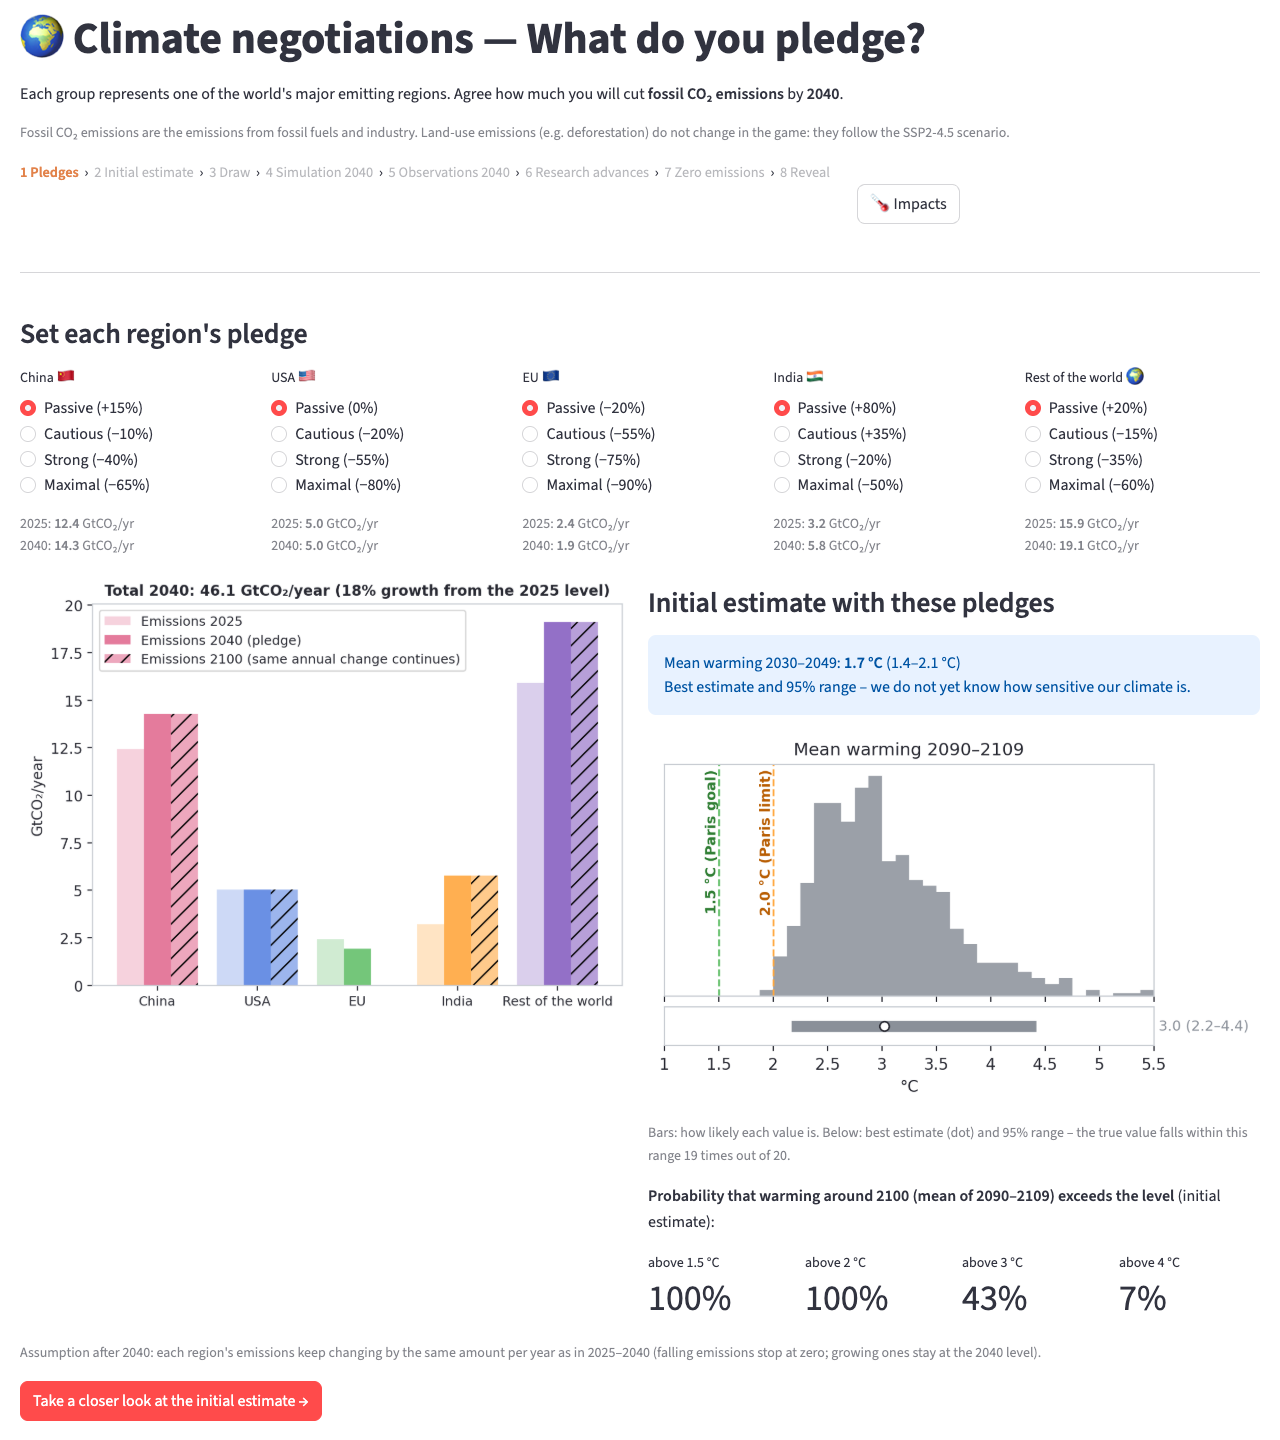 Climate negotiations — What do you pledge?
Each group represents one of the world's major emitting regions. Agree how much you will cut fossil CO₂ emissions by 2040.
Fossil CO₂ emissions are the emissions from fossil fuels and industry. Land-use emissions (e.g. deforestation) do not change in the game: they follow the SSP2-4.5 scenario.
1 Pledges › 2 Initial estimate › 3 Draw › 4 Simulation 2040 › 5 Observations 2040 › 6 Research advances › 7 Zero emissions › 8 Reveal
Impacts
Set each region's pledge
China
Passive (+15%)
Cautious (−10%)
Strong (−40%)
Maximal (−65%)
2025: 12.4 GtCO₂/yr
2040: 14.3 GtCO₂/yr
USA
Passive (0%)
Cautious (−20%)
Strong (−55%)
Maximal (−80%)
2025: 5.0 GtCO₂/yr
2040: 5.0 GtCO₂/yr
EU
Passive (−20%)
Cautious (−55%)
Strong (−75%)
Maximal (−90%)
2025: 2.4 GtCO₂/yr
2040: 1.9 GtCO₂/yr
India
Passive (+80%)
Cautious (+35%)
Strong (−20%)
Maximal (−50%)
2025: 3.2 GtCO₂/yr
2040: 5.8 GtCO₂/yr
Rest of the world
Passive (+20%)
Cautious (−15%)
Strong (−35%)
Maximal (−60%)
2025: 15.9 GtCO₂/yr
2040: 19.1 GtCO₂/yr
Total 2040: 46.1 GtCO₂/year (18% growth from the 2025 level)
Emissions 2025
Emissions 2040 (pledge)
Emissions 2100 (same annual change continues)
GtCO₂/year
20
17.5
15
12.5
10
7.5
5
2.5
0
China USA EU India Rest of the world
Initial estimate with these pledges
Mean warming 2030–2049: 1.7 °C (1.4–2.1 °C)
Best estimate and 95% range – we do not yet know how sensitive our climate is.
Mean warming 2090–2109
1.5 °C (Paris goal)
2.0 °C (Paris limit)
3.0 (2.2–4.4)
1 1.5 2 2.5 3 3.5 4 4.5 5 5.5
°C
Bars: how likely each value is. Below: best estimate (dot) and 95% range – the true value falls within this
range 19 times out of 20.
Probability that warming around 2100 (mean of 2090–2109) exceeds the level (initial
estimate):
above 1.5 °C
100%
above 2 °C
100%
above 3 °C
43%
above 4 °C
7%
Assumption after 2040: each region's emissions keep changing by the same amount per year as in 2025–2040 (falling emissions stop at zero; growing ones stay at the 2040 level).
Take a closer look at the initial estimate →